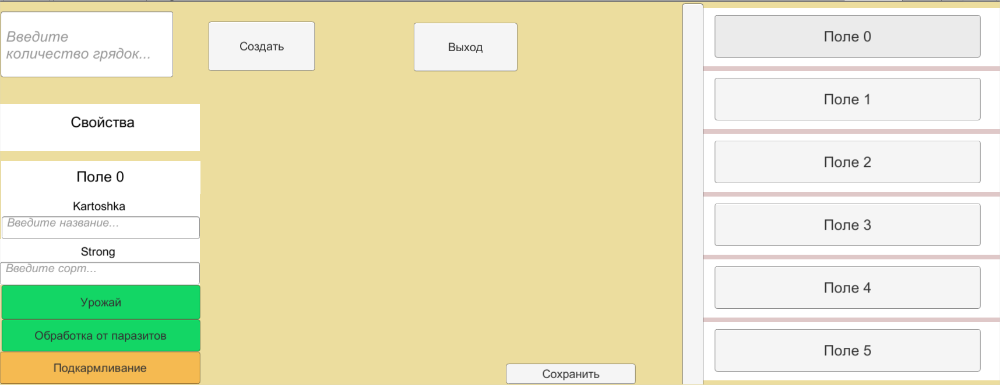 Введите
количество грядок...
Создать
Выход
Свойства
Поле 0
Kartoshka
Введите название...
Strong
Введите сорт...
Урожай
Обработка от паразитов
Подкармливание
Сохранить
Поле 0
Поле 1
Поле 2
Поле 3
Поле 4
Поле 5